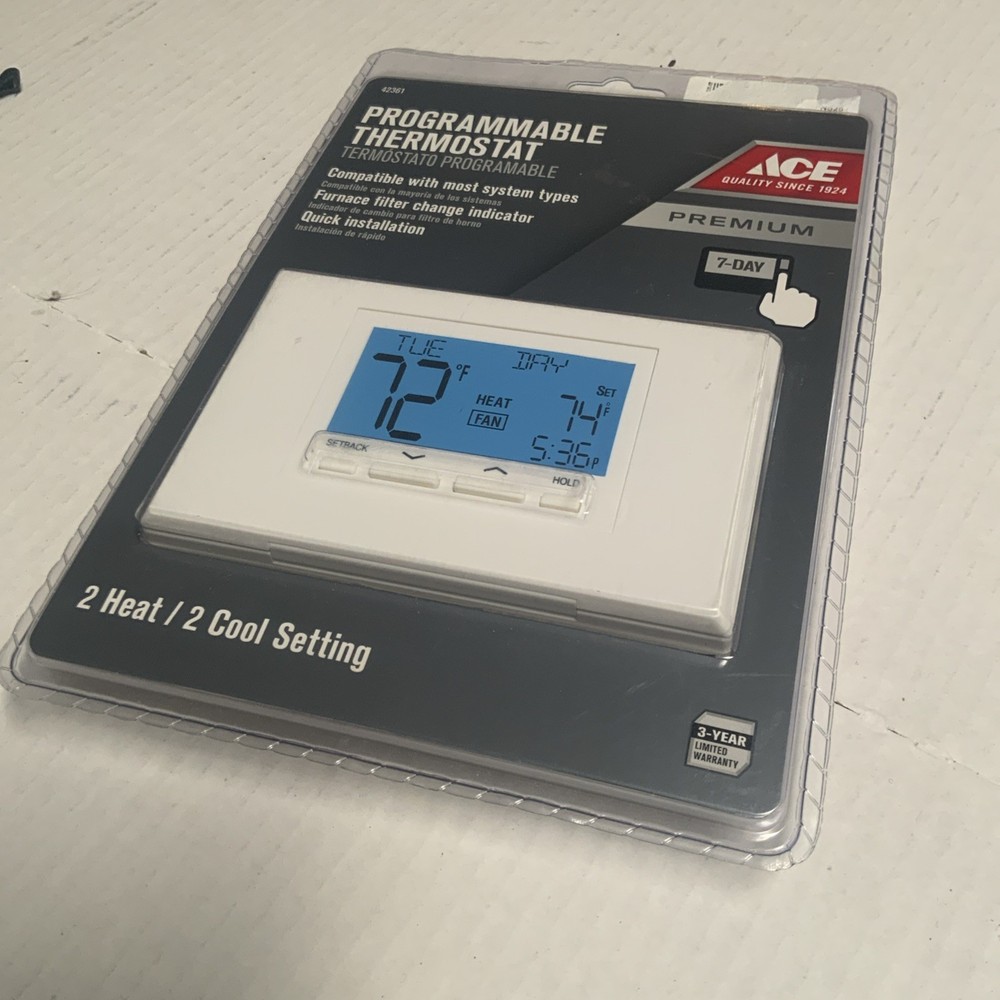 42361
PROGRAMMABLE
THERMOSTAT
TERMÓSTATO PROGRAMABLE
Compatible with most system types
Compatible con la mayoría de los sistemas
Furnace filter change indicator
Indicador de cambio para filtro de horno
Quick installation
Instalación de rápido
ACE
QUALITY SINCE 1924
PREMIUM
7-DAY
TUE DAY
72°F
HEAT
FAN
SET
74°F
5:36P
SETBACK
HOLD
2 Heat / 2 Cool Setting
3-YEAR
LIMITED
WARRANTY